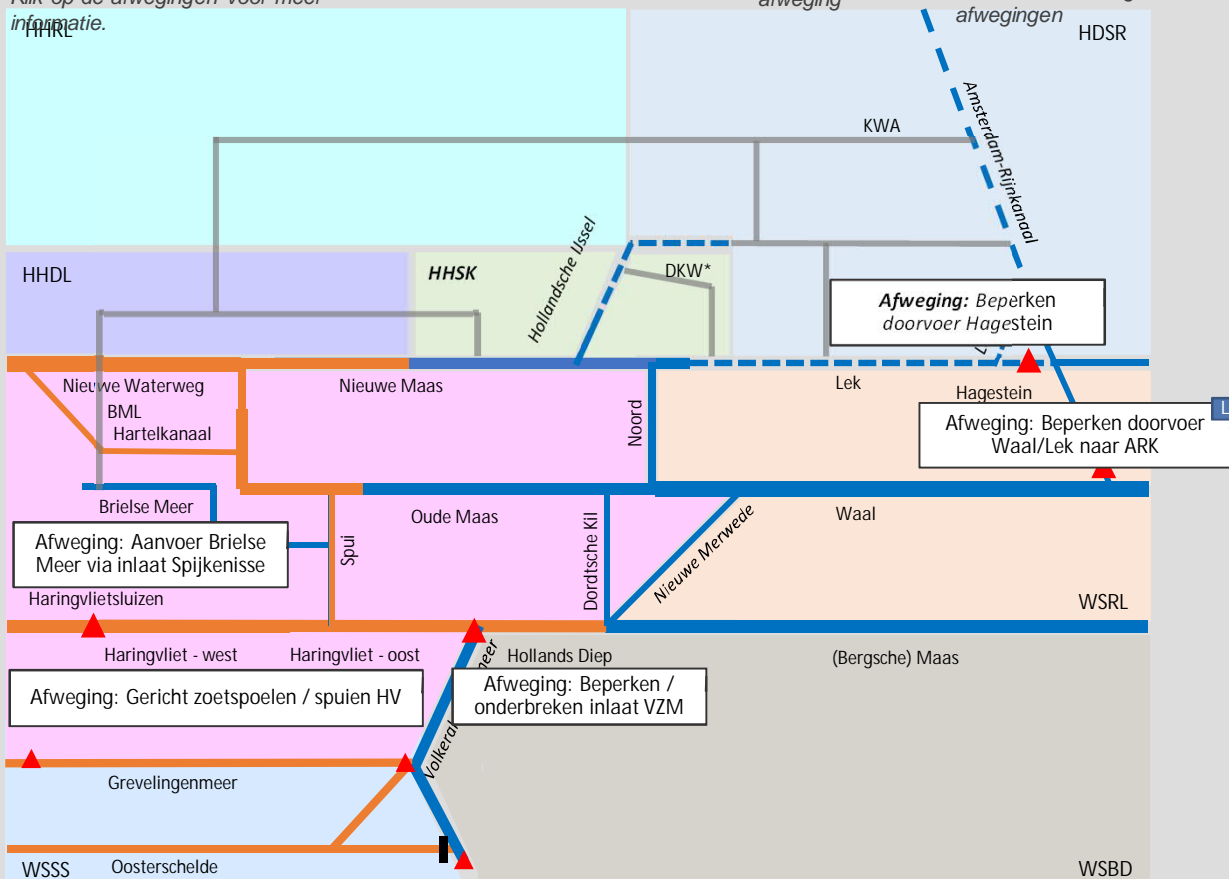 informatie.
afweging
afwegingen
HHRL
HDSR
KWA
Amsterdam-Rijnkanaal
Hollandsche IJssel
HHDL
HHSK
DKW*
Afweging: Beperken
doorvoer Hagestein
Nieuwe Waterweg
Nieuwe Maas
Lek
Hagestein
BML
Hartelkanaal
Noord
Afweging: Beperken doorvoer
Waal/Lek naar ARK
L
Brielse Meer
Oude Maas
Waal
Afweging: Aanvoer Brielse
Meer via inlaat Spijkenisse
Spui
Dordtsche Kil
Nieuwe Merwede
Haringvlietsluizen
WSRL
Haringvliet - west
Haringvliet - oost
Hollands Diep
(Bergsche) Maas
Afweging: Gericht zoetspoelen / spuien HV
Afweging: Beperken /
onderbreken inlaat VZM
Grevelingenmeer
WSSS
Oosterschelde
WSBD